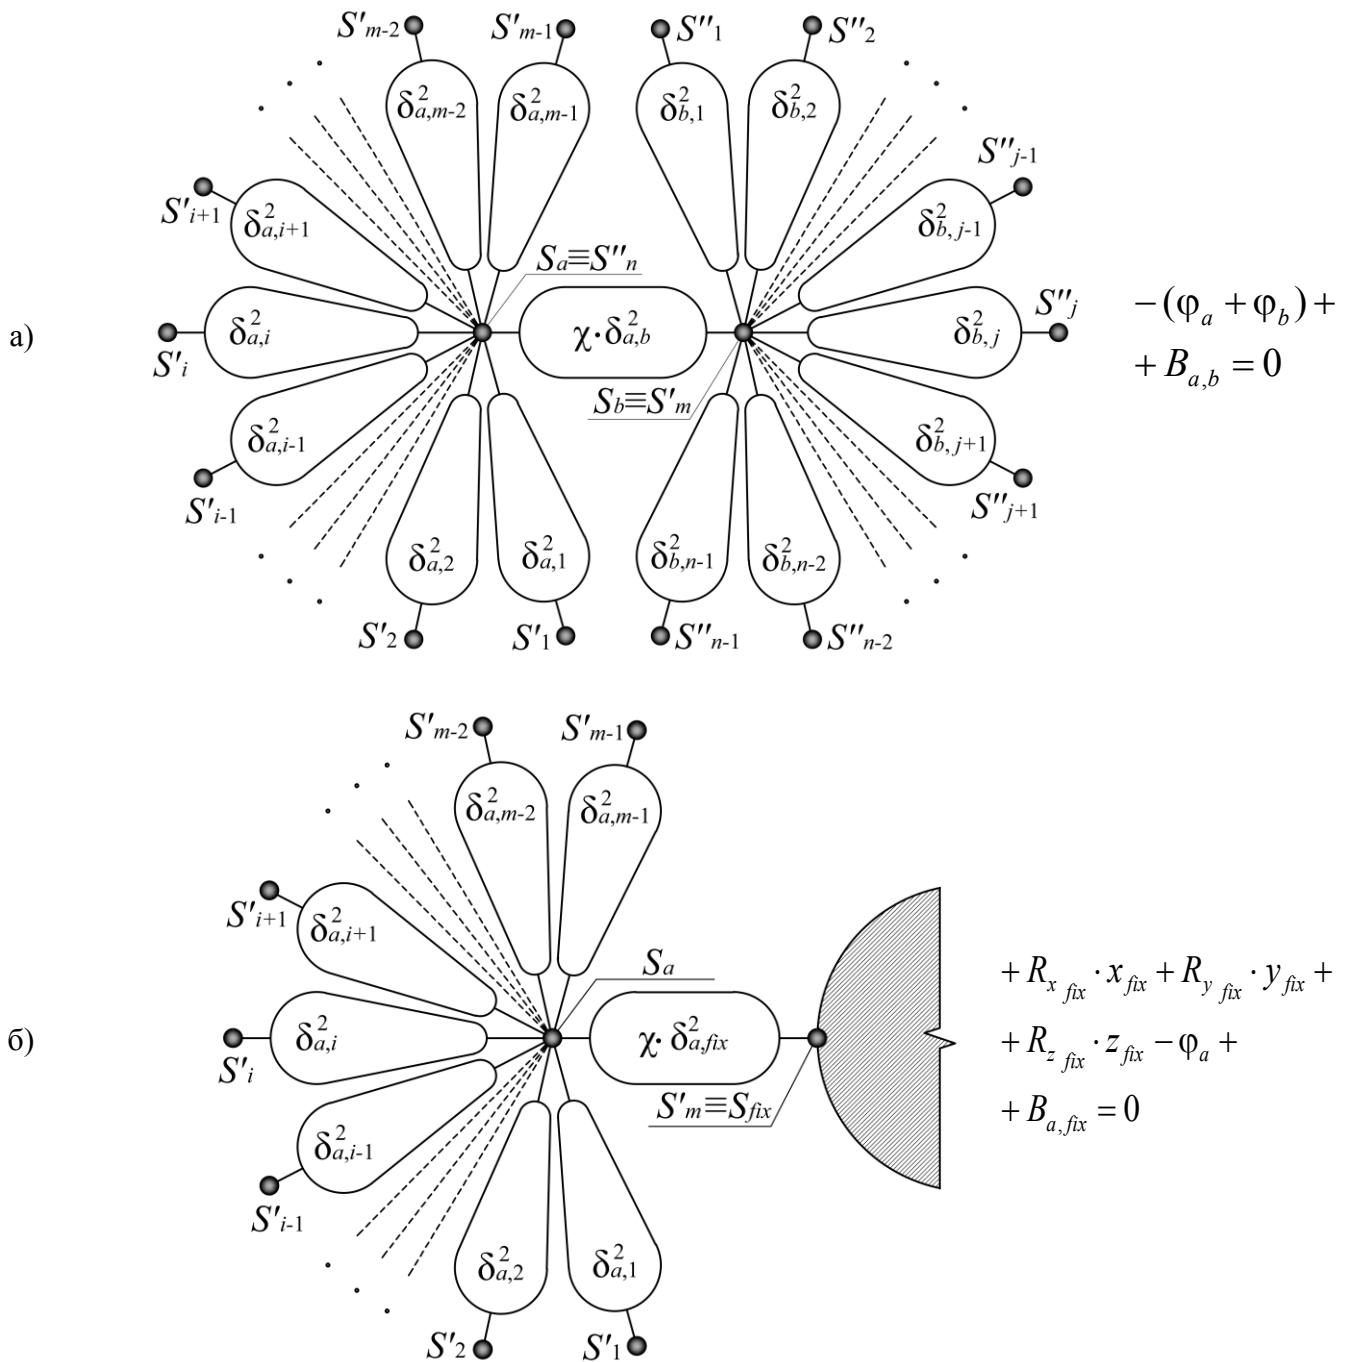 S'm-2 S'm-1 S''1 S''2
δ²a,m-2 δ²a,m-1 δ²b,1 δ²b,2
S''j-1
S'i+1 δ²a,i+1 δ²b,j-1
Sa≡S''n
а) S'i δ²a,i χ·δ²a,b δ²b,j S''j
−(φa + φb) +
+ Ba,b = 0
Sb≡S'm
δ²a,i-1 δ²b,j+1
S'i-1 S''j+1
δ²a,2 δ²a,1 δ²b,n-1 δ²b,n-2
S'2 S'1 S''n-1 S''n-2
S'm-2 S'm-1
δ²a,m-2 δ²a,m-1
S'i+1 δ²a,i+1
Sa
б) S'i δ²a,i χ·δ²a,fix
S'm≡Sfix
+ Rx fix · xfix + Ry fix · yfix +
+ Rz fix · zfix − φa +
+ Ba,fix = 0
δ²a,i-1
S'i-1
δ²a,2 δ²a,1
S'2 S'1